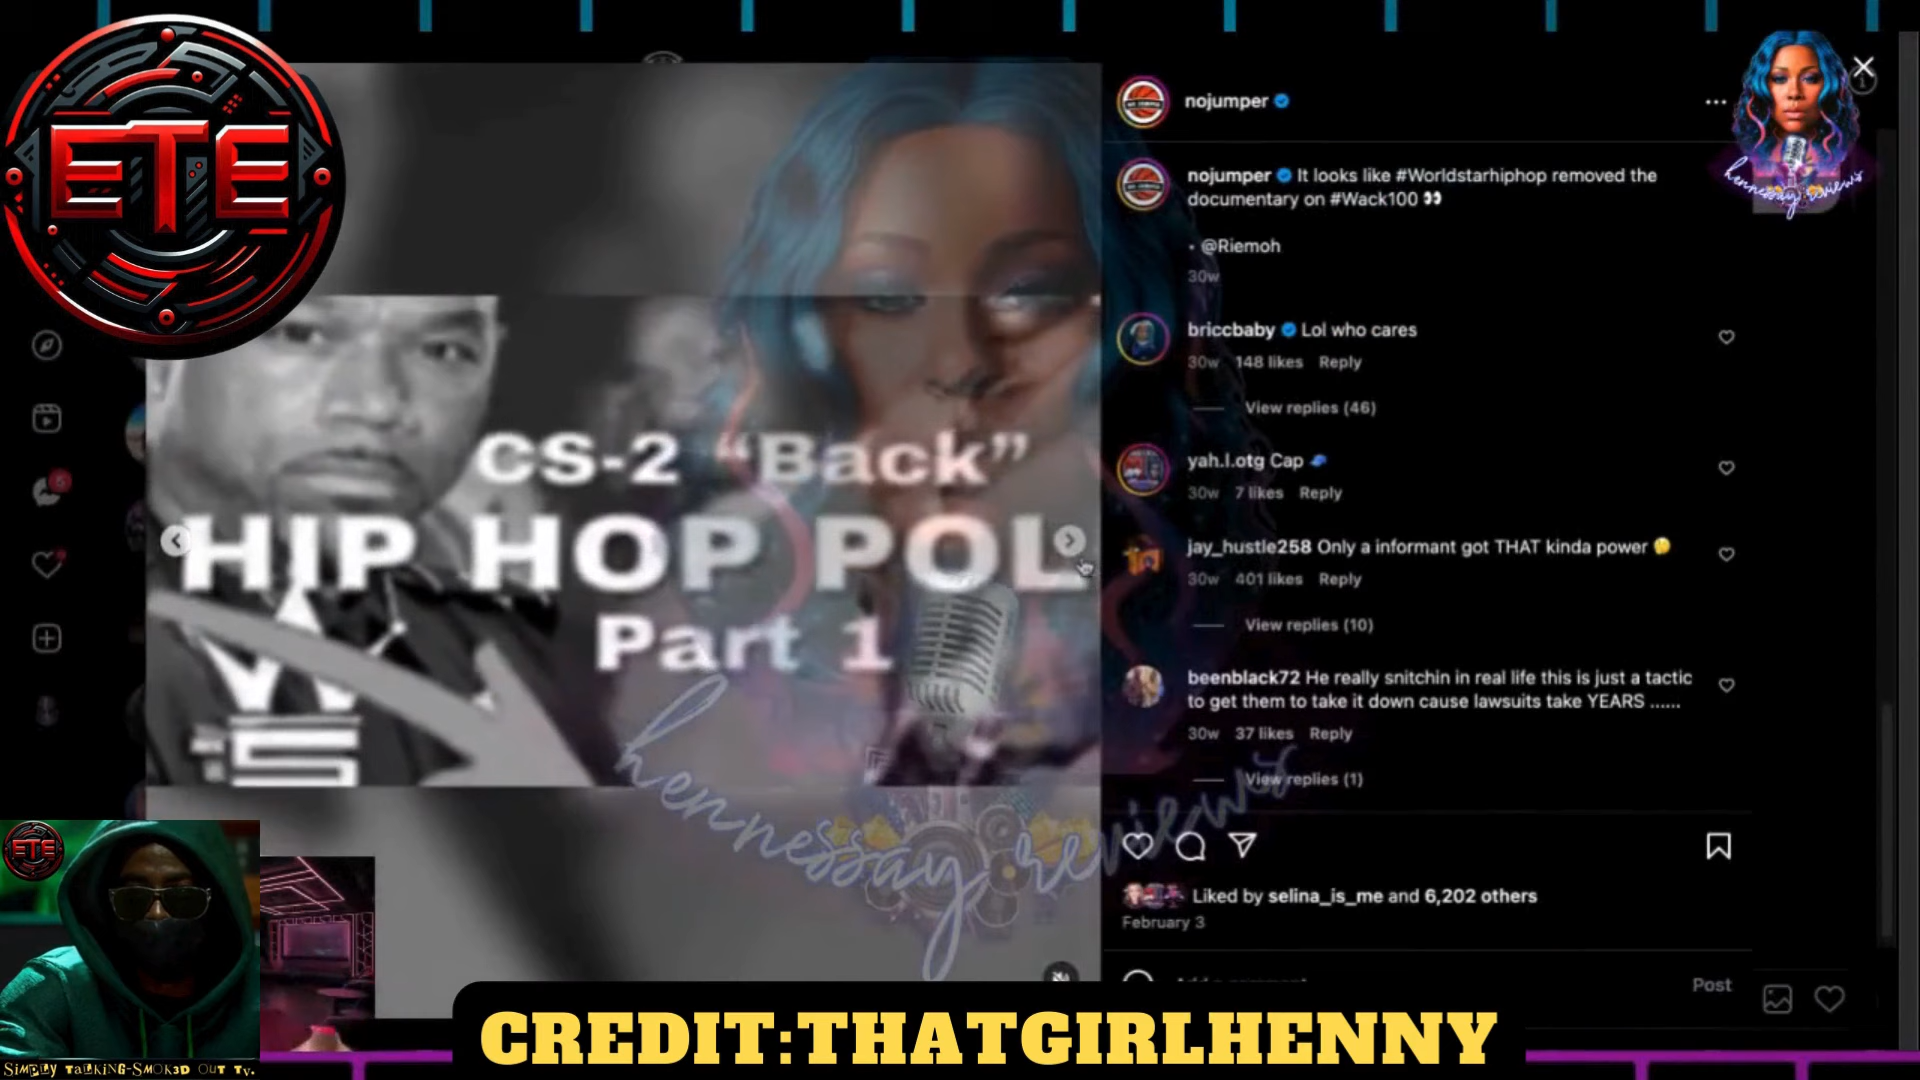 ETE
nojumper
hennessay reviews
nojumper It looks like #Worldstarhiphop removed the
documentary on #Wack100 👀
• @Riemoh
30w
briccbaby Lol who cares
30w 148 likes Reply
View replies (46)
yah.l.otg Cap 🧢
30w 7 likes Reply
jay_hustle258 Only a informant got THAT kinda power 🤔
30w 401 likes Reply
View replies (10)
beenblack72 He really snitchin in real life this is just a tactic
to get them to take it down cause lawsuits take YEARS ......
30w 37 likes Reply
View replies (1)
CS-2 “Back”
HIP HOP POL
Part 1
hennessay reviews
Liked by selina_is_me and 6,202 others
February 3
Post
5
ETE
SiMPLy TaLKiNG-SMoK3D OuT Tv.
CREDIT:THATGIRLHENNY